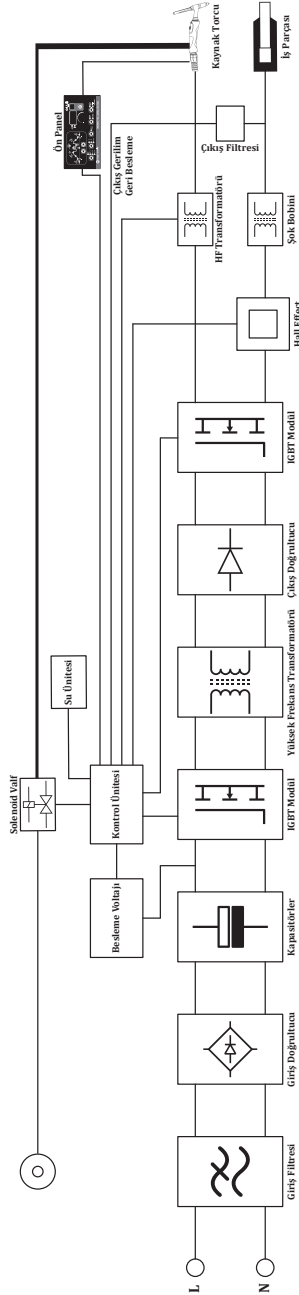 Kaynak Torcu
İş Parçası
Ön Panel
Çıkış Gerilim
Geri Besleme
Çıkış Filtresi
HF Transformatörü
Şok Bobini
Hall Effect
IGBT Modül
Çıkış Doğrultucu
Yüksek Frekans Transformatörü
Su Ünitesi
Solenoid Valf
Kontrol Ünitesi
IGBT Modül
Besleme Voltajı
Kapasitörler
Giriş Doğrultucu
Giriş Filtresi
L
N